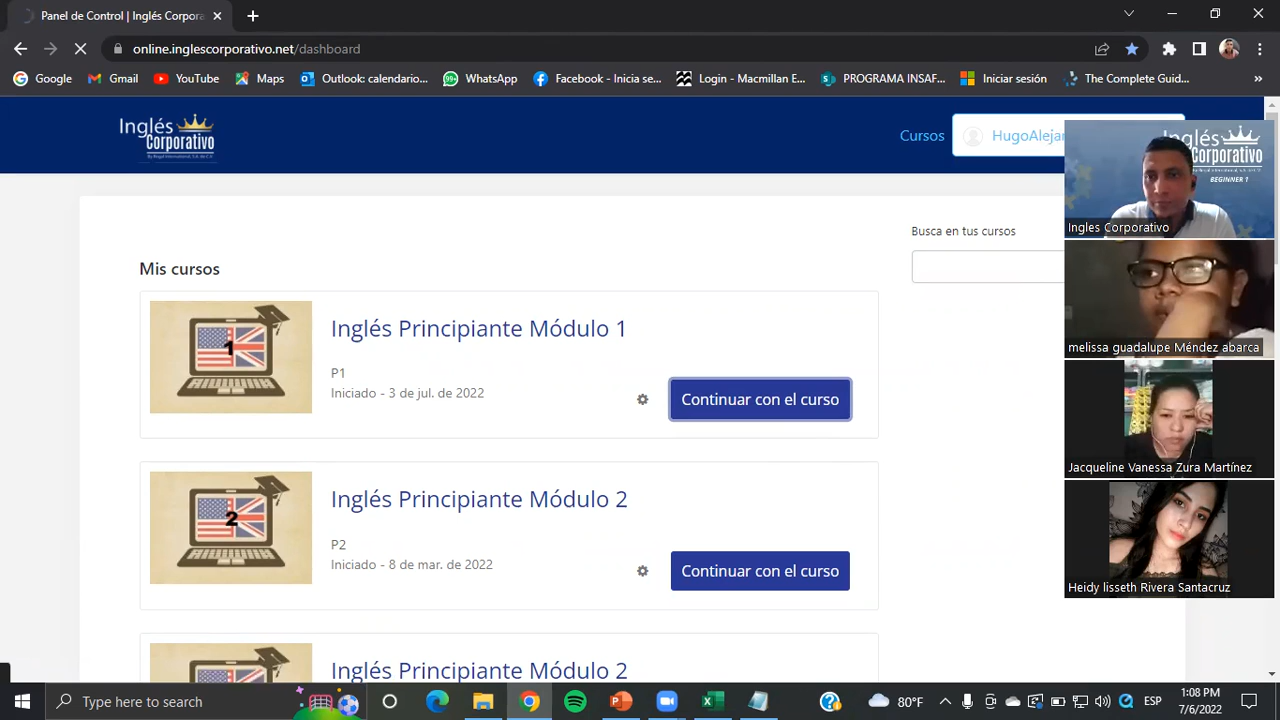 Panel de Control | Inglés Corpora
online.inglescorporativo.net/dashboard
Google Gmail YouTube Maps Outlook: calendario... WhatsApp Facebook - Inicia se... Login - Macmillan E... PROGRAMA INSAF... Iniciar sesión The Complete Guid... »
Inglés
Corporativo
Cursos HugoAlejar
Inglés
Corporativo
BEGINNER 1
Ingles Corporativo
Busca en tus cursos
Mis cursos
1
Inglés Principiante Módulo 1
P1
Iniciado - 3 de jul. de 2022
Continuar con el curso
melissa guadalupe Méndez abarca
Jacqueline Vanessa Zura Martínez
2
Inglés Principiante Módulo 2
P2
Iniciado - 8 de mar. de 2022
Continuar con el curso
Heidy lisseth Rivera Santacruz
Inglés Principiante Módulo 2
Type here to search
80°F
ESP
1:08 PM
7/6/2022